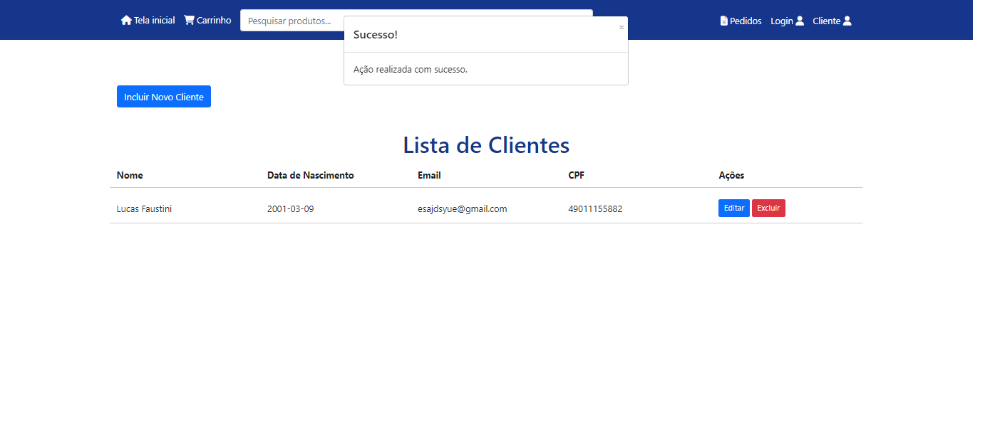 Tela inicial Carrinho Pesquisar produtos... Pedidos Login Cliente
Sucesso! ×
Ação realizada com sucesso.
Incluir Novo Cliente
Lista de Clientes
Nome Data de Nascimento Email CPF Ações
Lucas Faustini 2001-03-09 esajdsyue@gmail.com 49011155882 Editar Excluir